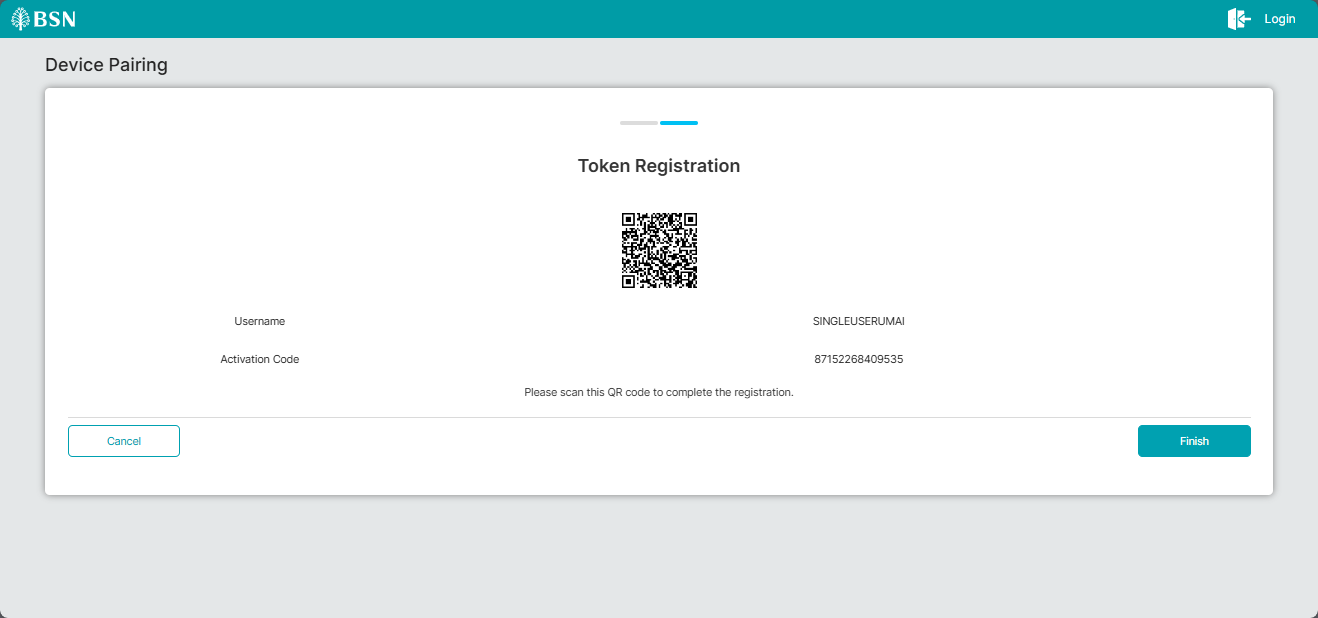 BSN
Login
Device Pairing
Token Registration
Username SINGLEUSERUMAI
Activation Code 87152268409535
Please scan this QR code to complete the registration.
Cancel Finish